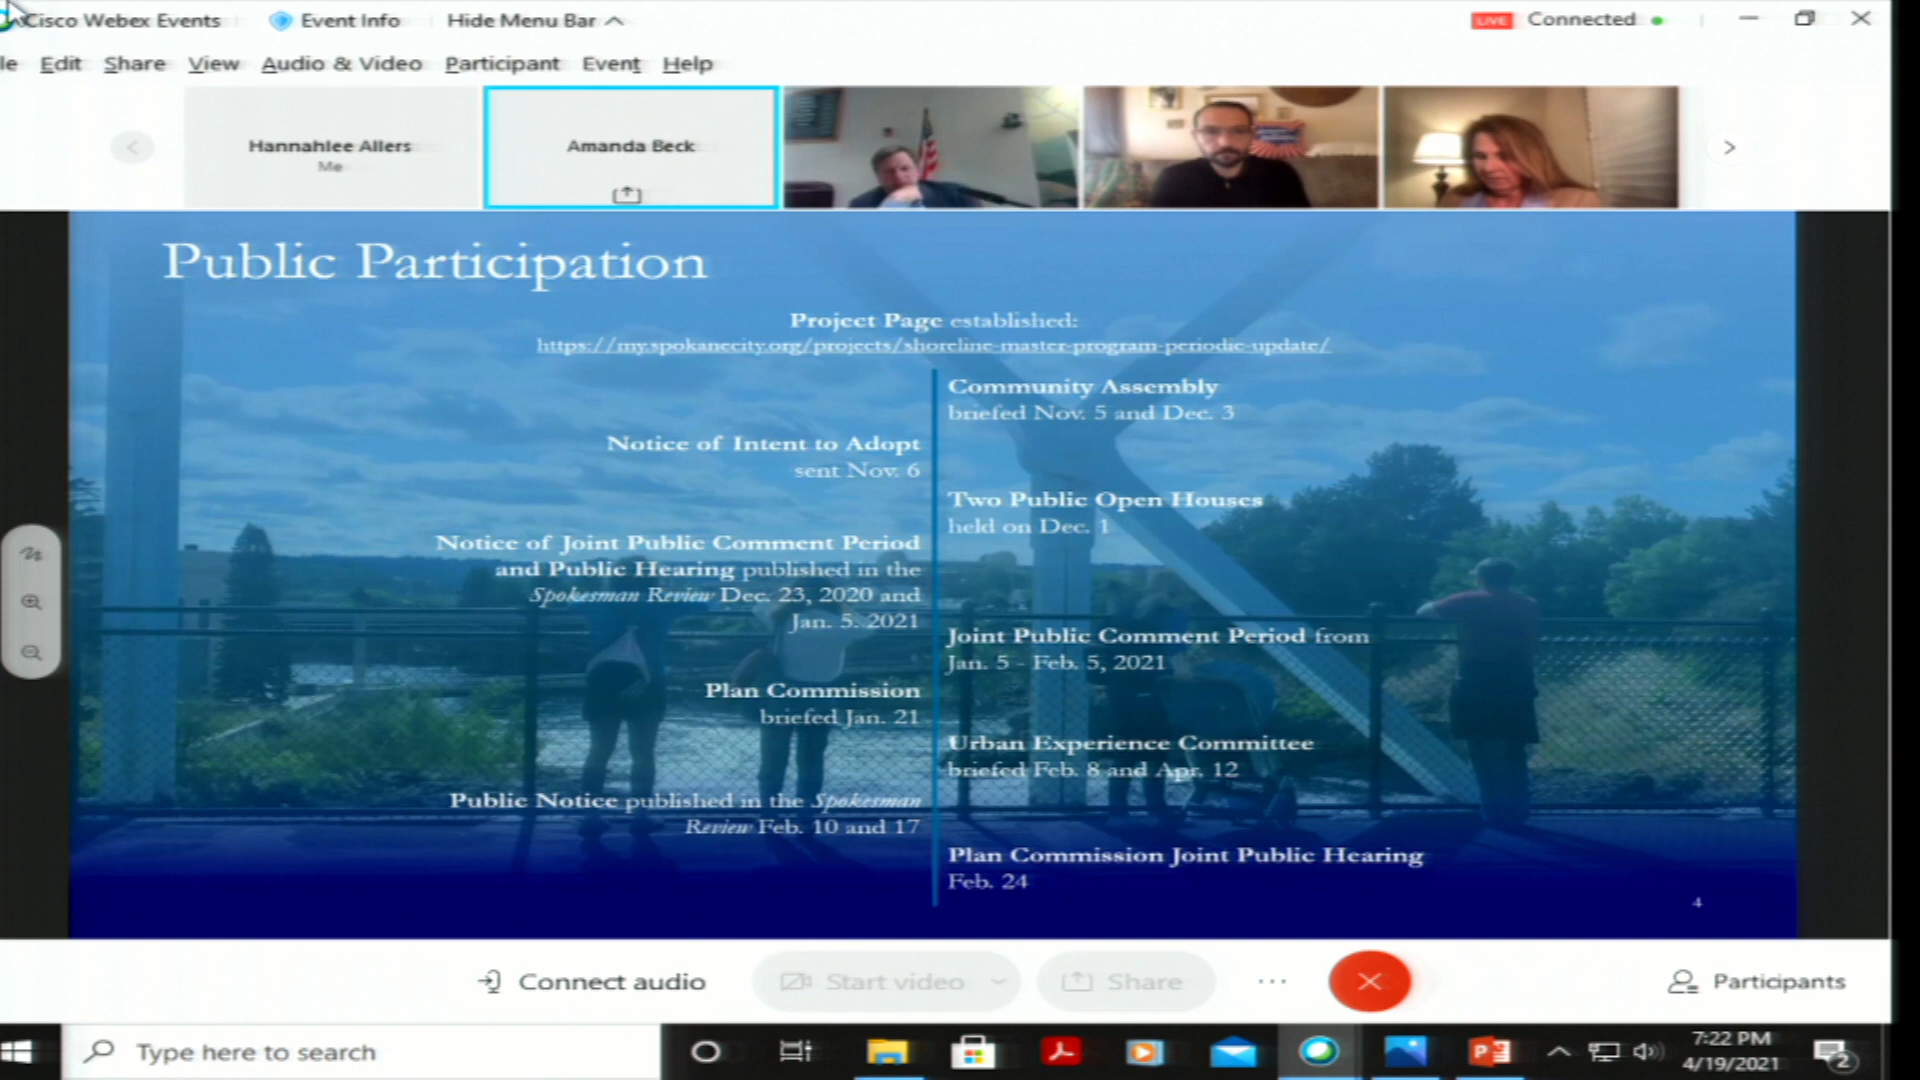 Cisco Webex Events
Event Info
Hide Menu Bar
LIVE
Connected
le Edit Share View Audio & Video Participant Event Help
Hannahlee Allers
Me
Amanda Beck
Public Participation
Project Page established:
https://my.spokanecity.org/projects/shoreline-master-program-periodic-update/
Community Assembly
briefed Nov. 5 and Dec. 3
Notice of Intent to Adopt
sent Nov. 6
Two Public Open Houses
held on Dec. 1
Notice of Joint Public Comment Period
and Public Hearing published in the
Spokesman Review Dec. 23, 2020 and
Jan. 5. 2021
Joint Public Comment Period from
Jan. 5 - Feb. 5, 2021
Plan Commission
briefed Jan. 21
Urban Experience Committee
briefed Feb. 8 and Apr. 12
Public Notice published in the Spokesman
Review Feb. 10 and 17
Plan Commission Joint Public Hearing
Feb. 24
4
Connect audio
Start video
Share
Participants
Type here to search
7:22 PM
4/19/2021
2